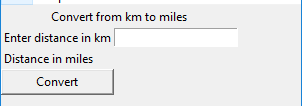 Convert from km to miles
Enter distance in km
Distance in miles
Convert